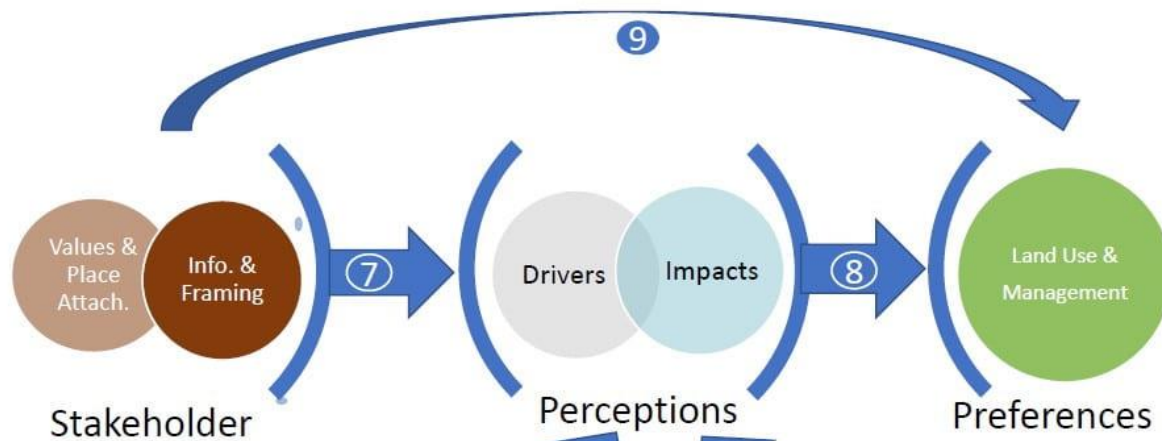 9
Values &
Place
Attach.
Info. &
Framing
7
Drivers
Impacts
8
Land Use &
Management
Stakeholder
Perceptions
Preferences